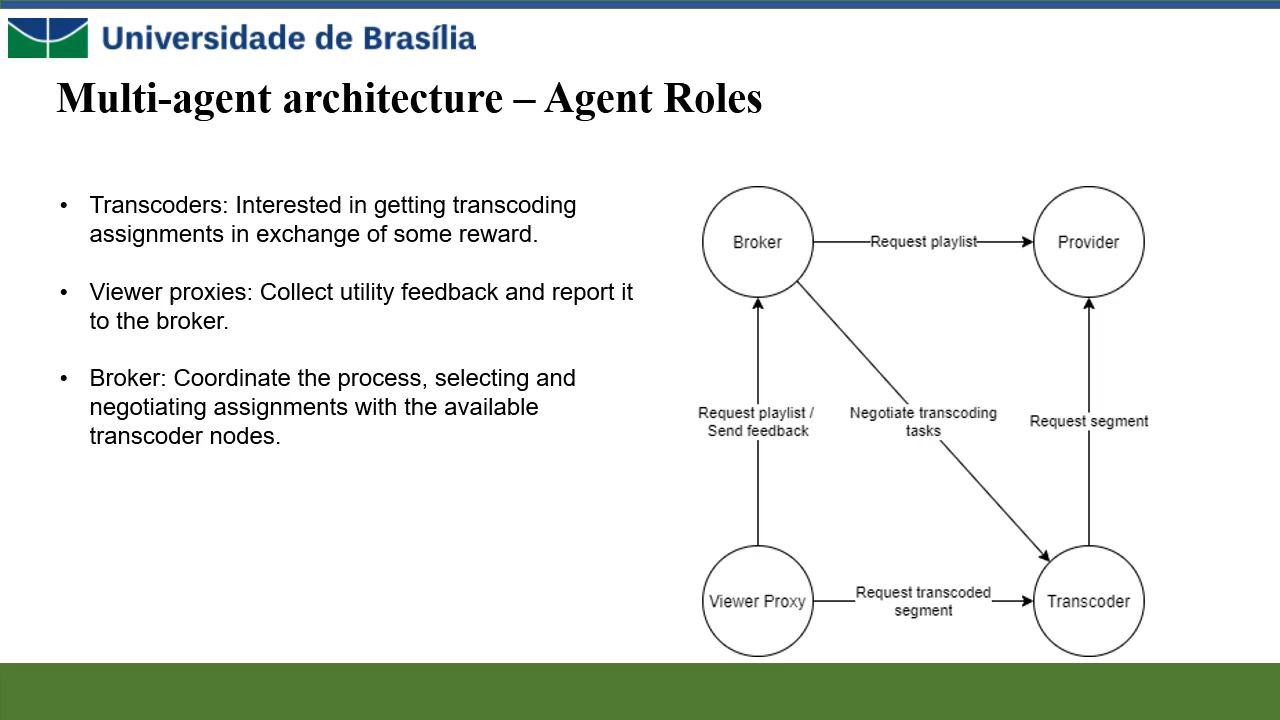 Universidade de Brasília
Multi-agent architecture – Agent Roles
• Transcoders: Interested in getting transcoding
assignments in exchange of some reward.
• Viewer proxies: Collect utility feedback and report it
to the broker.
• Broker: Coordinate the process, selecting and
negotiating assignments with the available
transcoder nodes.
Broker
Request playlist
Provider
Request playlist /
Send feedback
Negotiate transcoding
tasks
Request segment
Viewer Proxy
Request transcoded
segment
Transcoder